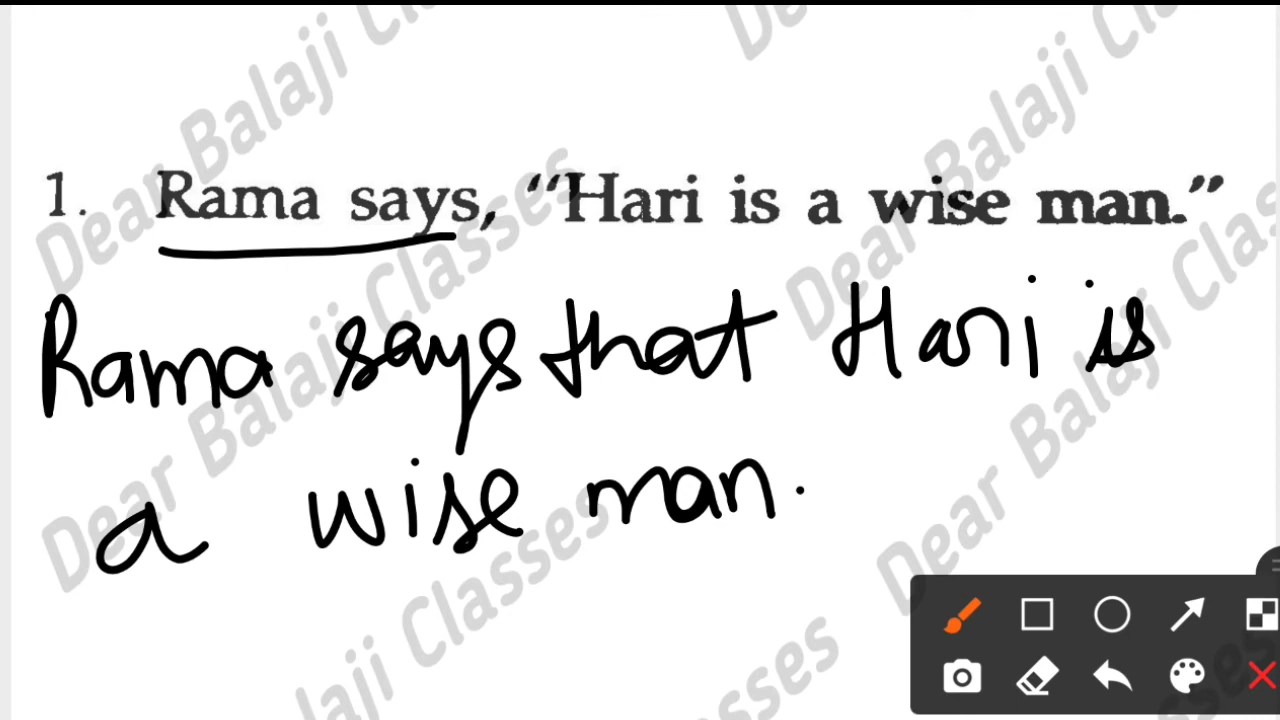 Dear Balaji Classes
1. Rama says, “Hari is a wise man.”
Rama says that Hari is
a wise man.